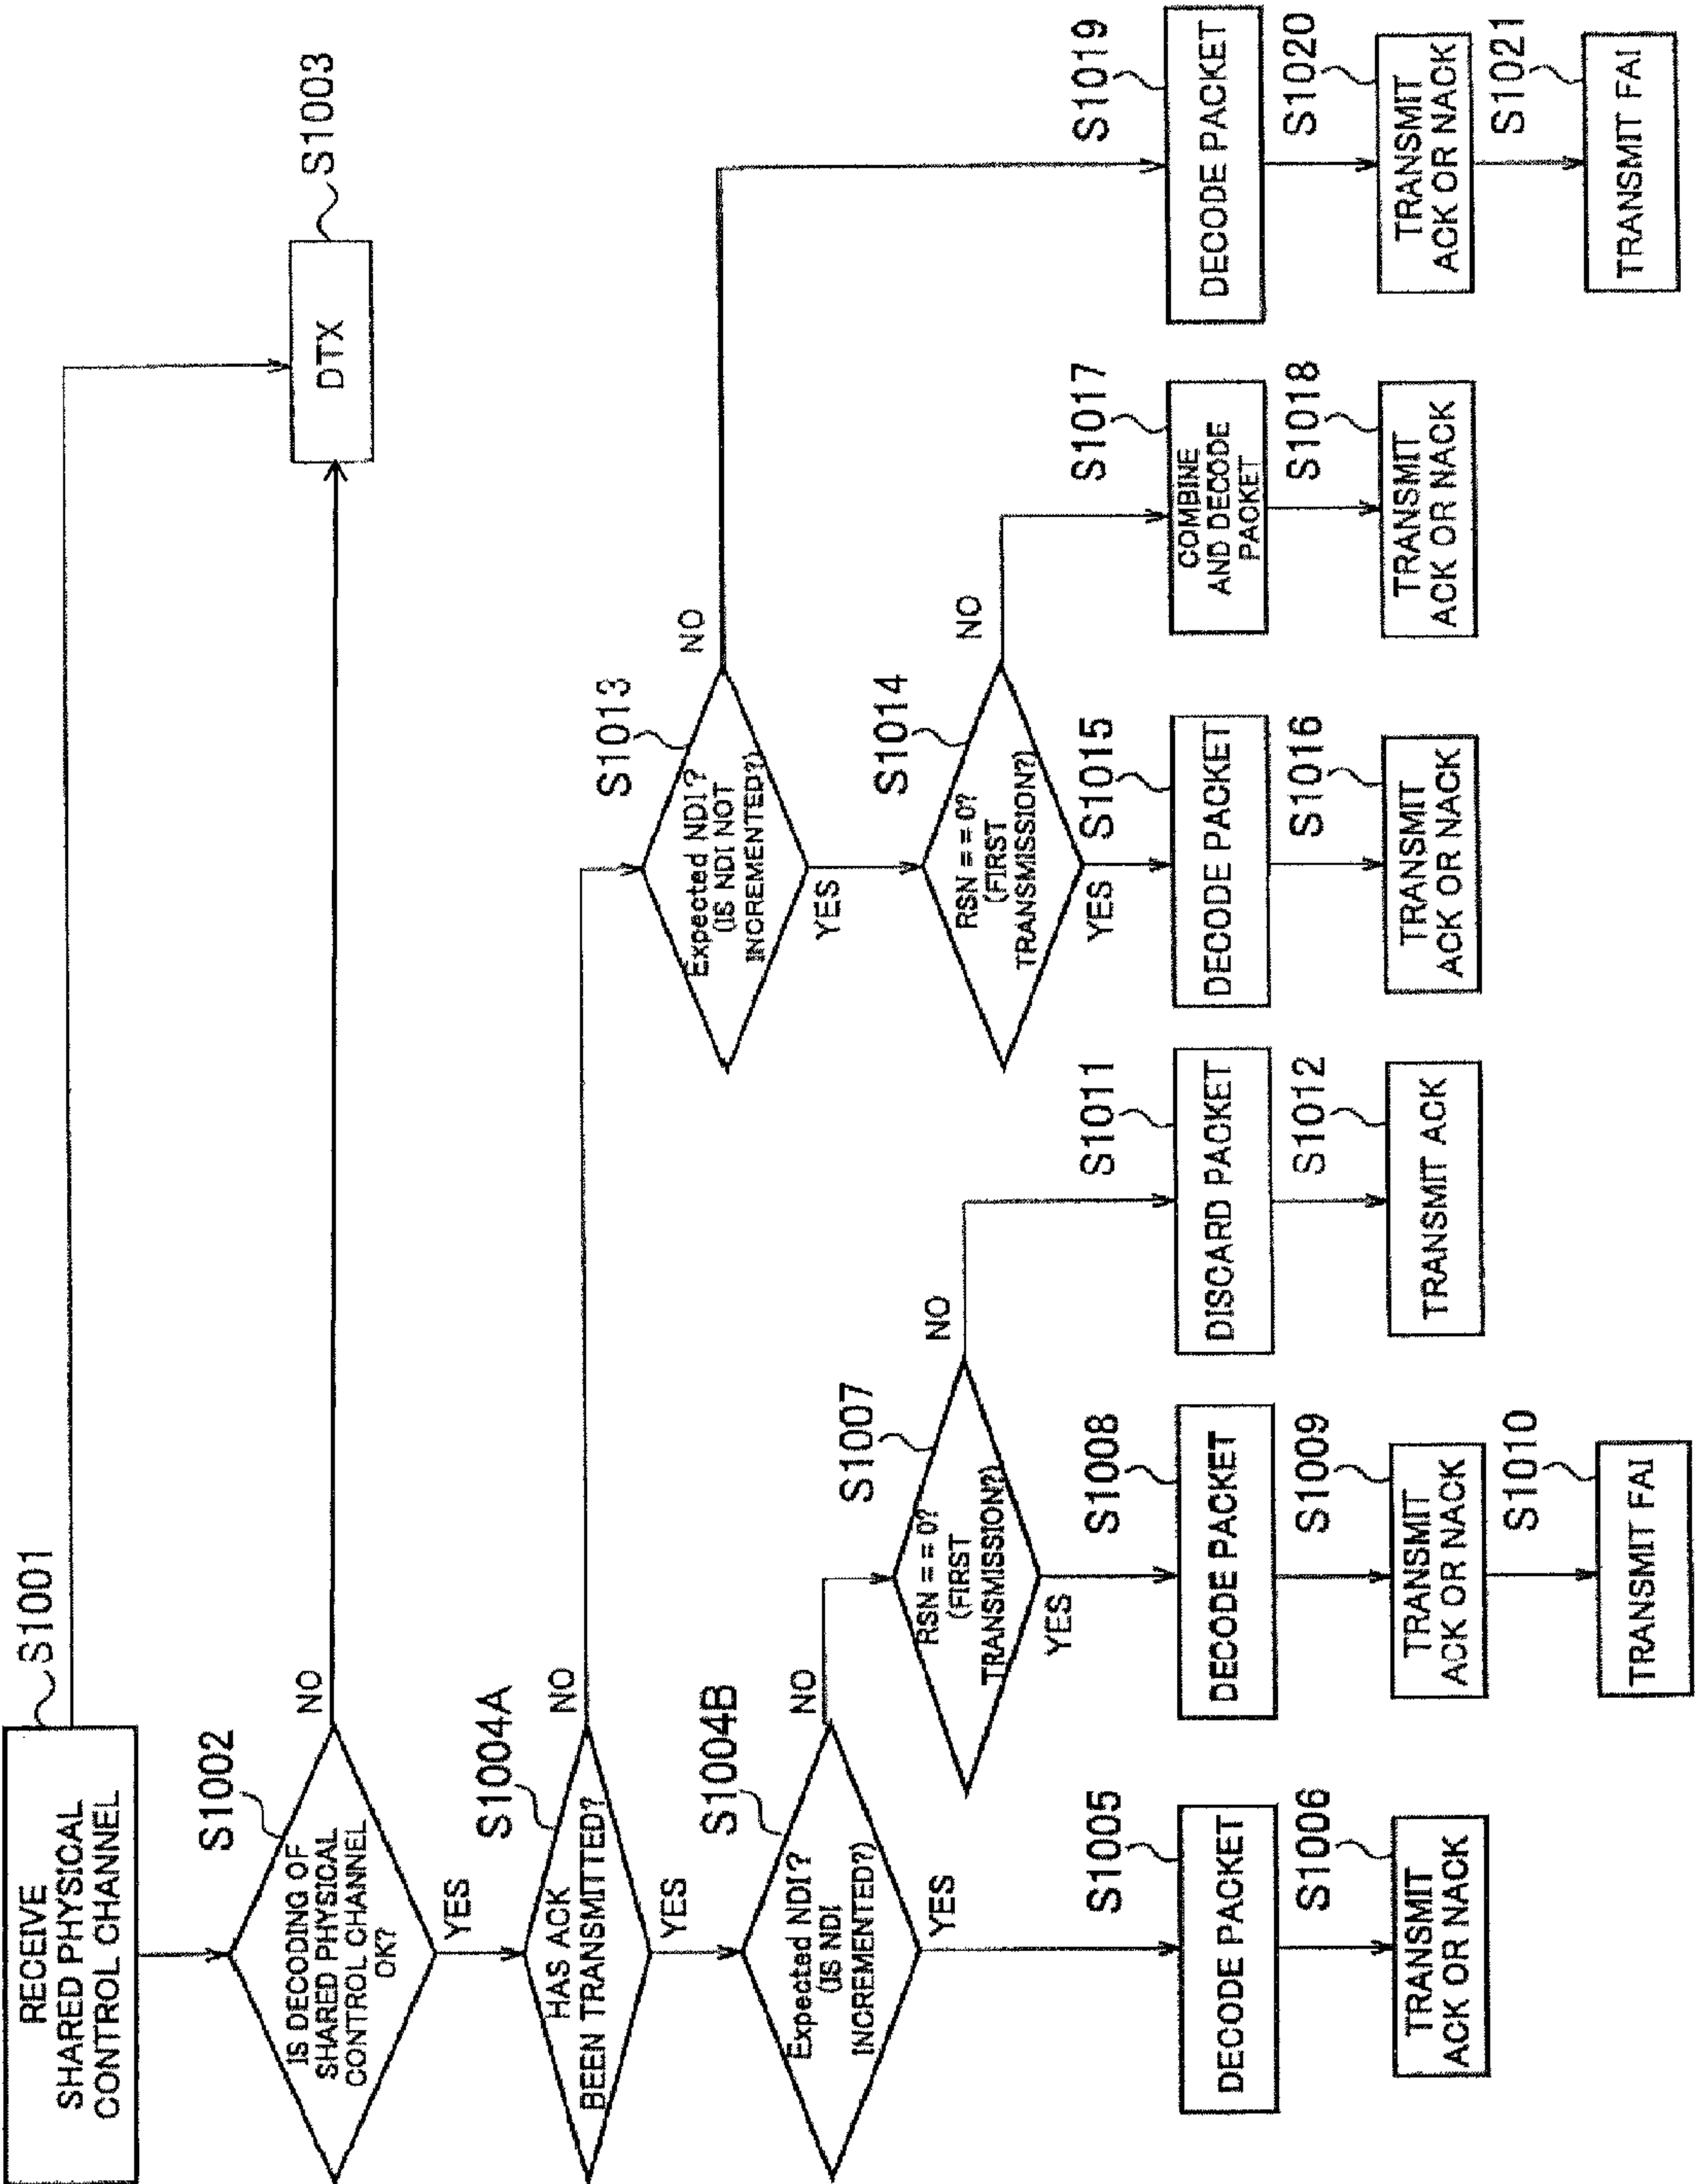 RECEIVE
SHARED PHYSICAL
CONTROL CHANNEL
S1001
IS DECODING OF
SHARED PHYSICAL
CONTROL CHANNEL
OK?
S1002
NO
YES
DTX
S1003
HAS ACK
BEEN TRANSMITTED?
S1004A
NO
YES
Expected NDI?
(IS NDI
INCREMENTED?)
S1004B
NO
YES
DECODE PACKET
S1005
TRANSMIT
ACK OR NACK
S1006
RSN = = 0?
(FIRST
TRANSMISSION?)
S1007
NO
YES
DECODE PACKET
S1008
TRANSMIT
ACK OR NACK
S1009
TRANSMIT FAI
S1010
DISCARD PACKET
S1011
TRANSMIT ACK
S1012
Expected NDI?
(IS NDI NOT
INCREMENTED?)
S1013
NO
YES
RSN = = 0?
(FIRST
TRANSMISSION?)
S1014
NO
YES
DECODE PACKET
S1015
TRANSMIT
ACK OR NACK
S1016
COMBINE
AND DECODE
PACKET
S1017
TRANSMIT
ACK OR NACK
S1018
DECODE PACKET
S1019
TRANSMIT
ACK OR NACK
S1020
TRANSMIT FAI
S1021